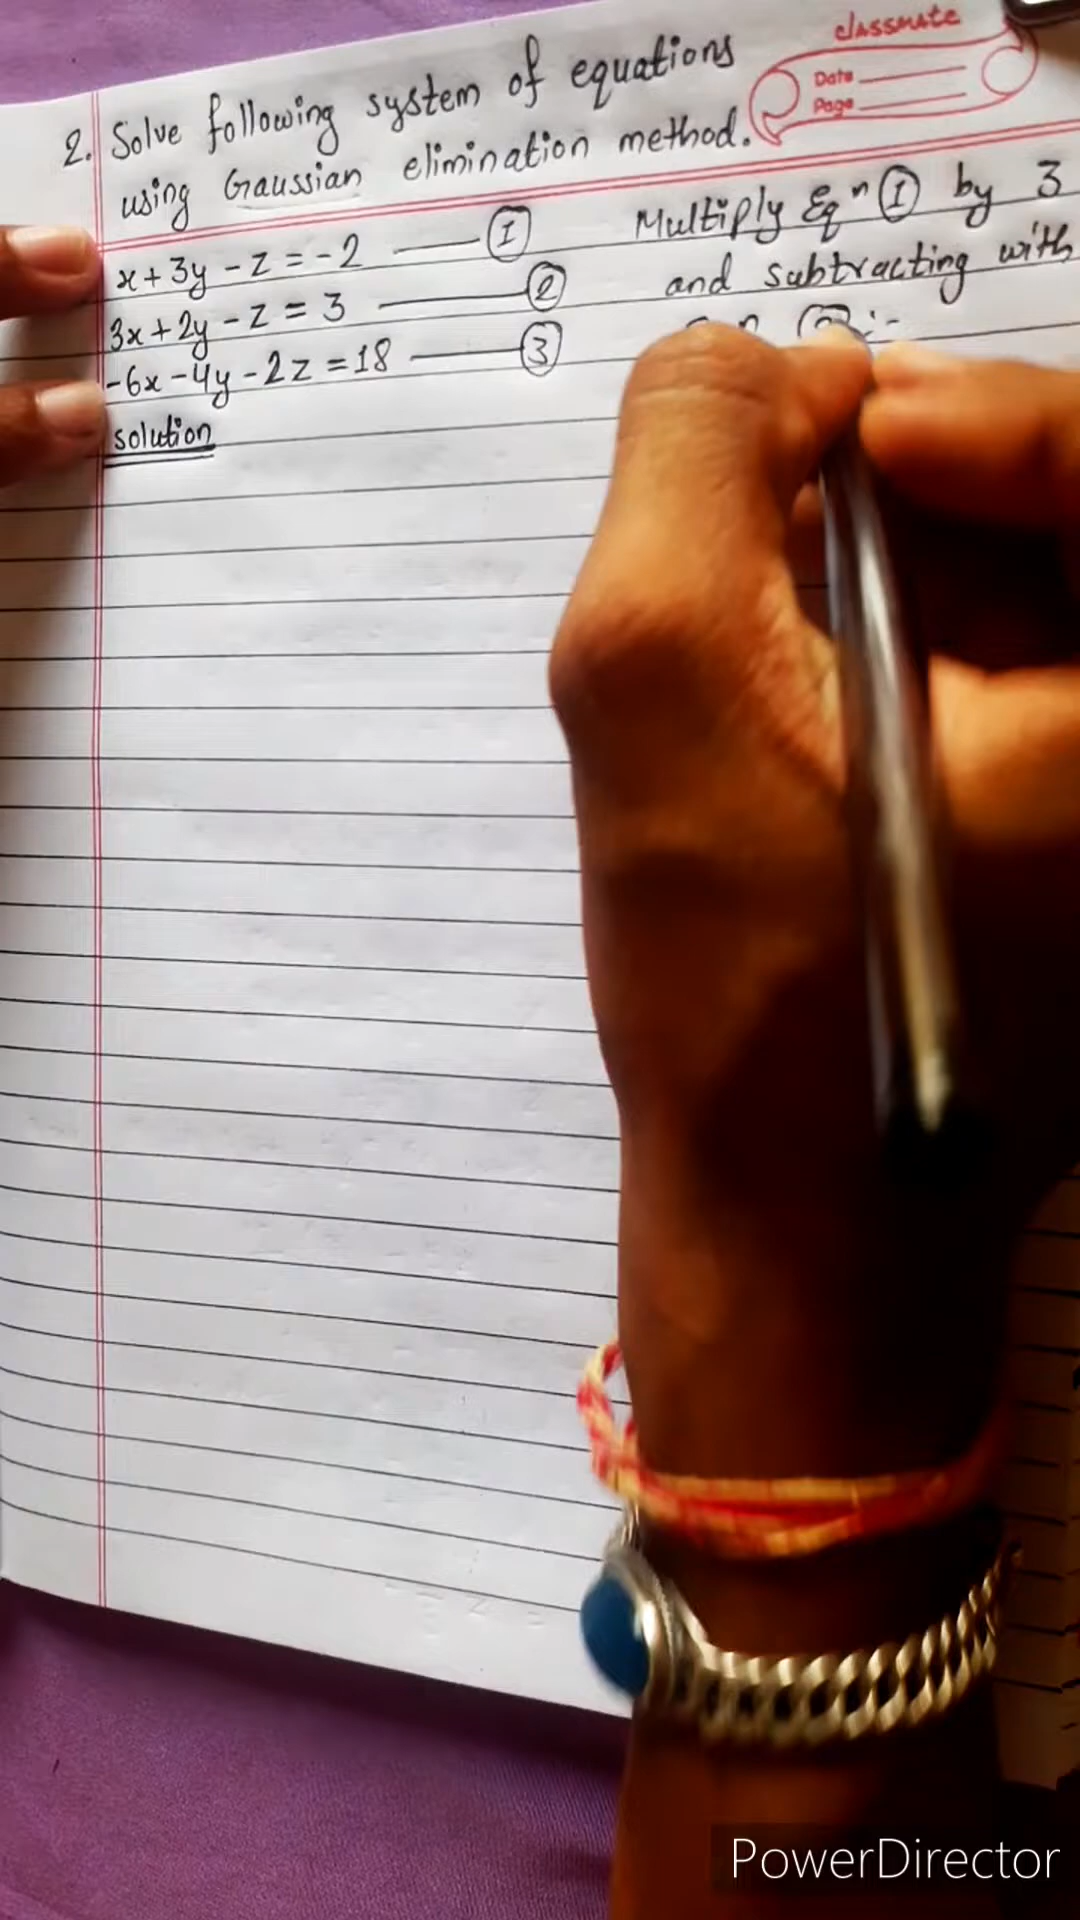 classmate
Date
Page
2. Solve following system of equations
using Gaussian elimination method.
x + 3y - z = -2 ——— ①
3x + 2y - z = 3 ——— ②
-6x - 4y - 2z = 18 ——— ③
solution
Multiply Eqⁿ ① by 3
and subtracting with
PowerDirector